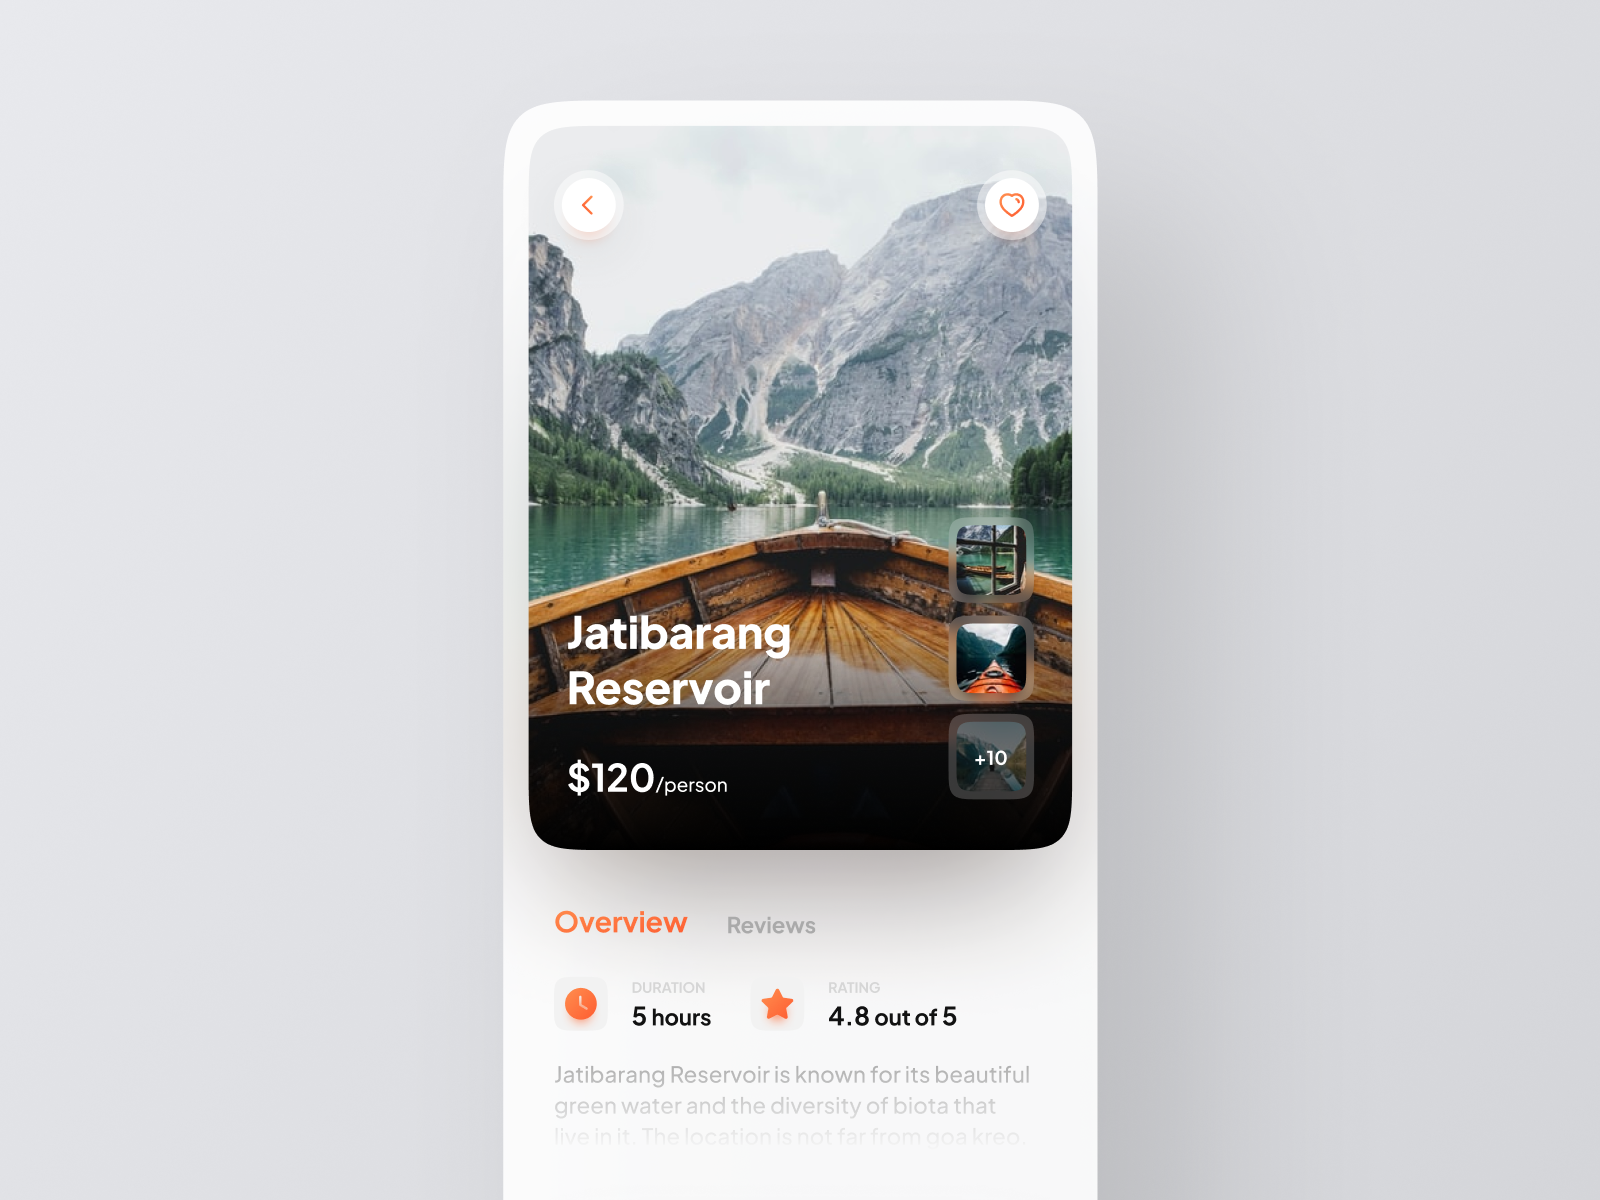 Jatibarang
Reservoir
+10
$120/person
Overview
Reviews
DURATION
5 hours
RATING
4.8 out of 5
Jatibarang Reservoir is known for its beautiful
green water and the diversity of biota that
live in it. The location is not far from goa kreo,